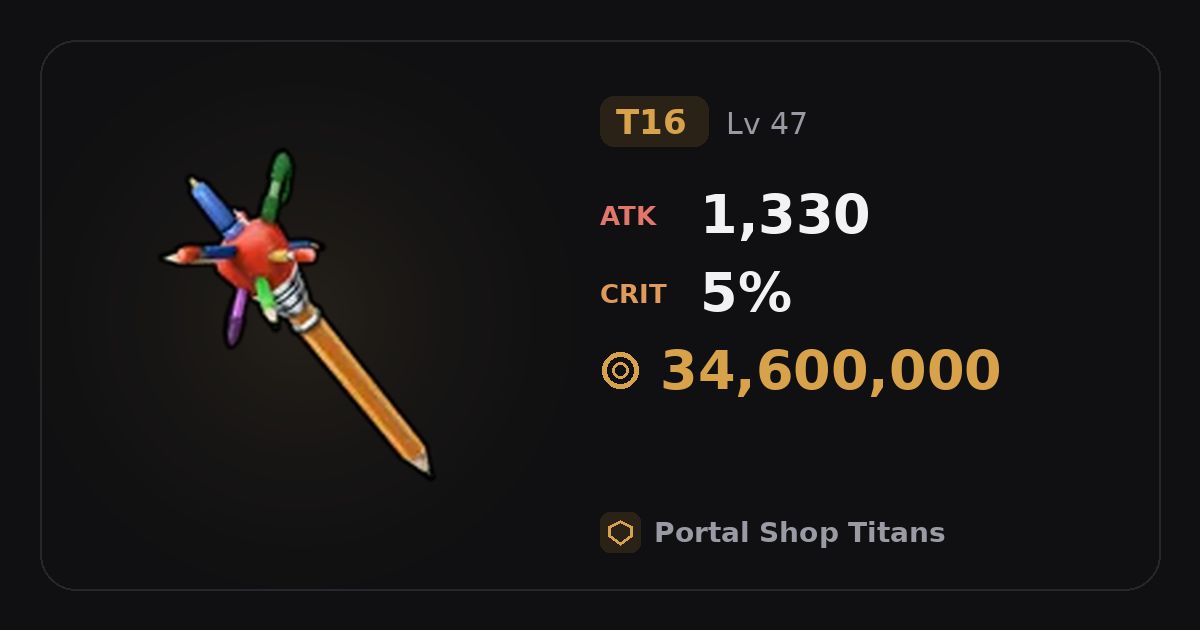 T16 Lv 47
ATK 1,330
CRIT 5%
34,600,000
Portal Shop Titans